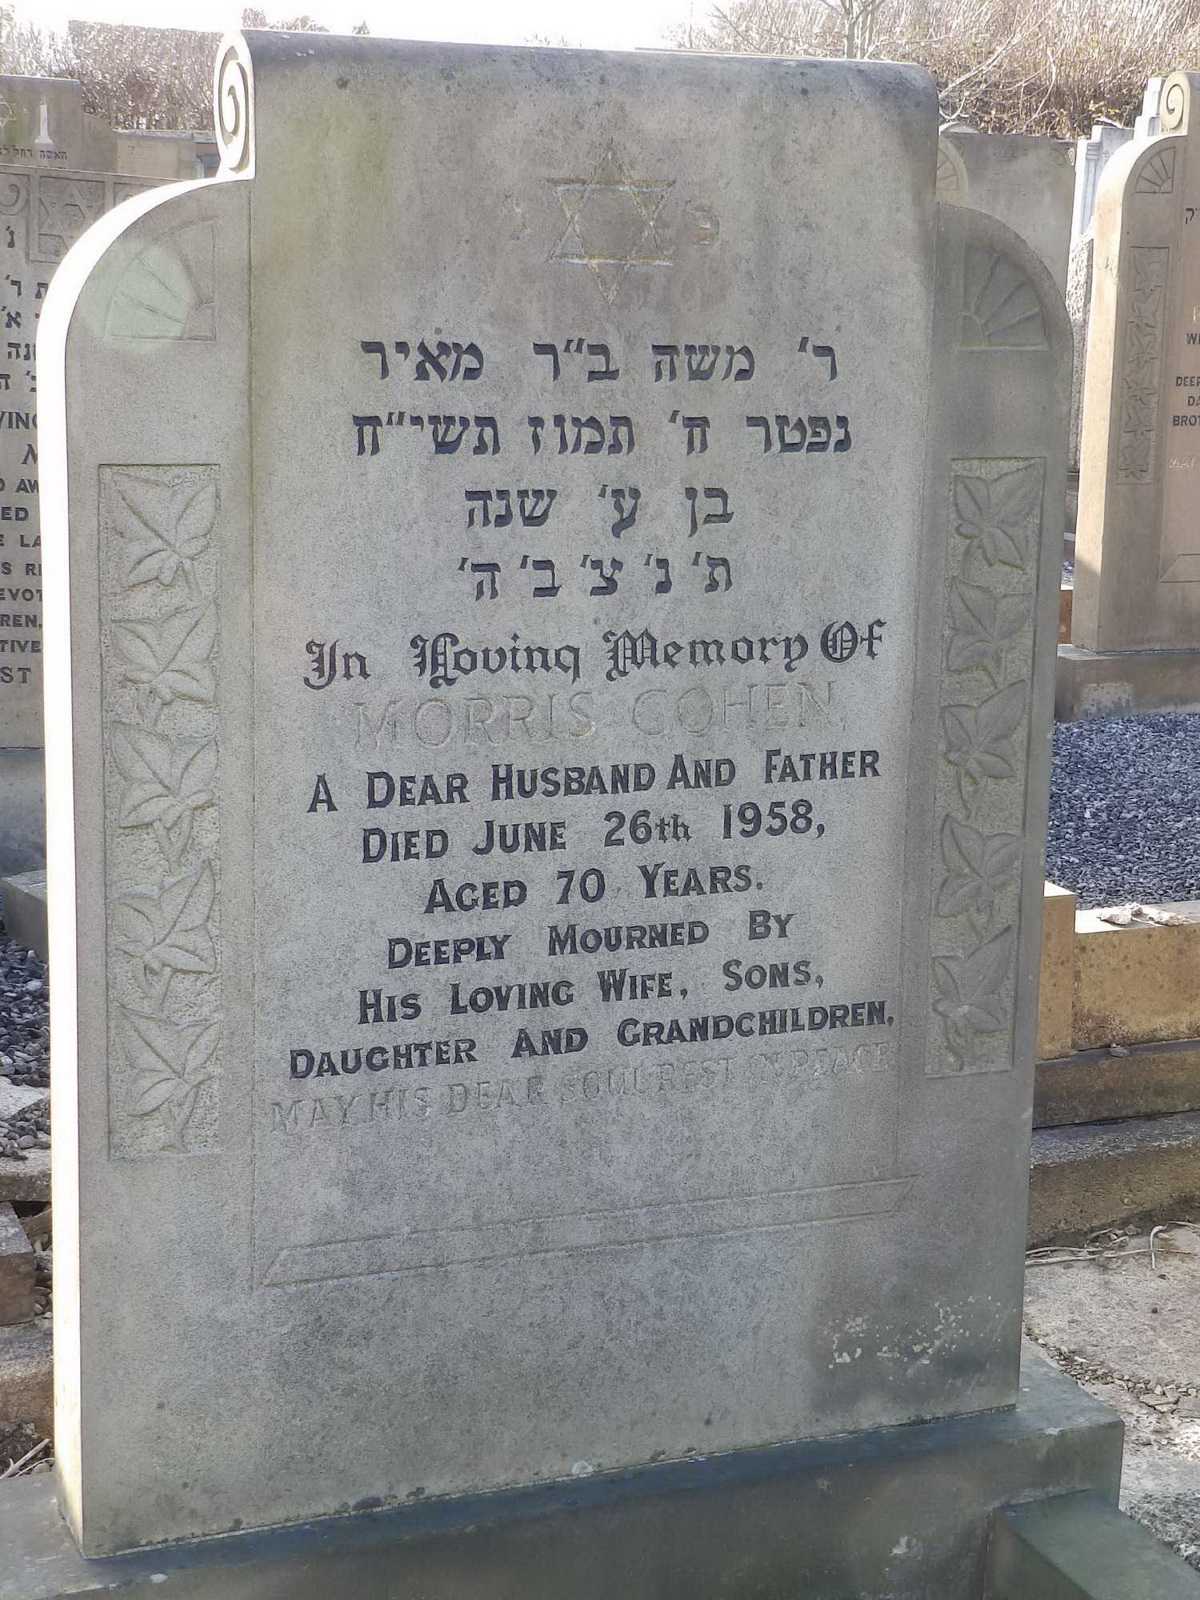 פ נ
ר׳ משה ב״ר מאיר
נפטר ה׳ תמוז תשי״ח
בן ע׳ שנה
ת׳ נ׳ צ׳ ב׳ ה׳
In Loving Memory Of
MORRIS COHEN,
A DEAR HUSBAND AND FATHER
DIED JUNE 26th 1958,
AGED 70 YEARS.
DEEPLY MOURNED BY
HIS LOVING WIFE, SONS,
DAUGHTER AND GRANDCHILDREN.
MAY HIS DEAR SOUL REST IN PEACE